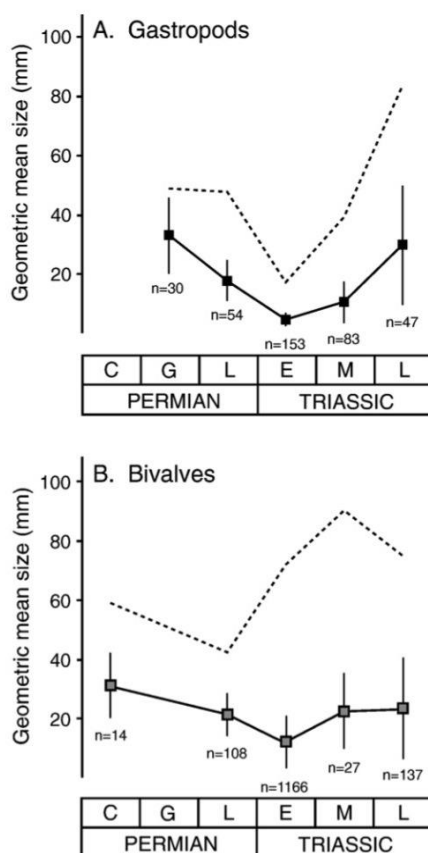 A. Gastropods
Geometric mean size (mm)
100
80
60
40
20
n=30
n=54
n=153
n=83
n=47
C G L E M L
PERMIAN TRIASSIC
B. Bivalves
Geometric mean size (mm)
100
80
60
40
20
n=14
n=108
n=1166
n=27
n=137
C G L E M L
PERMIAN TRIASSIC